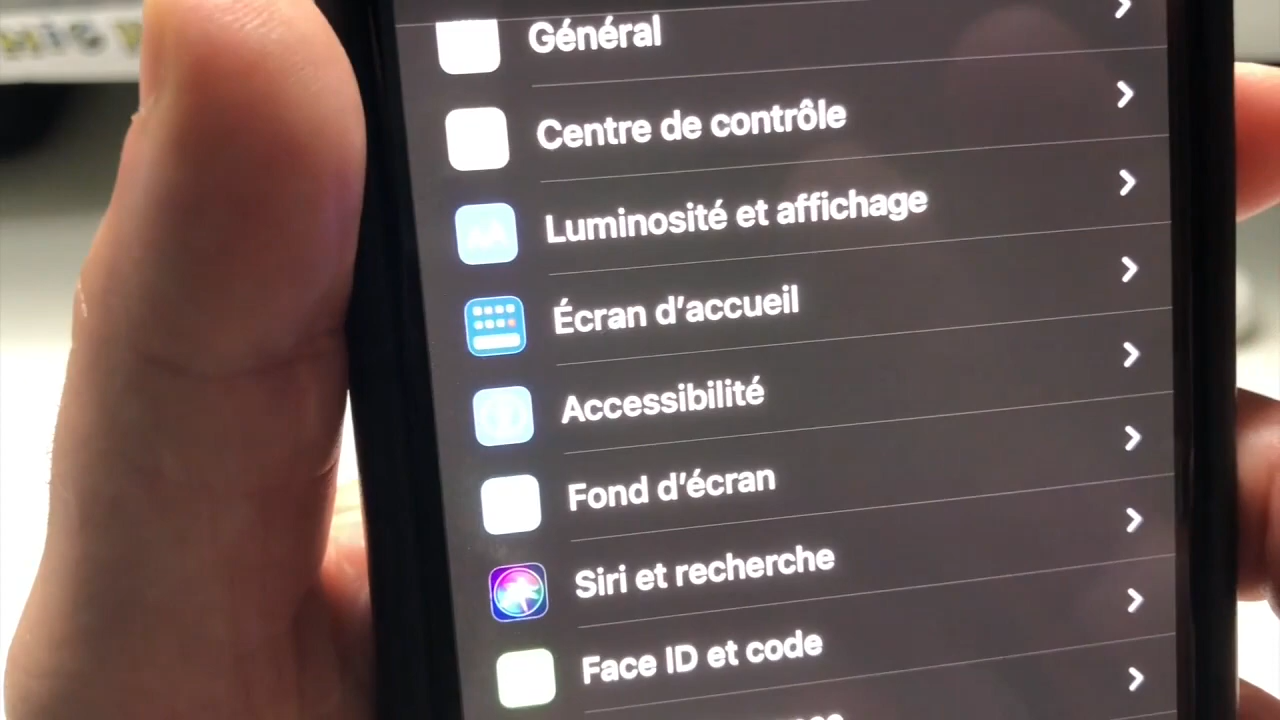 Général
Centre de contrôle
Luminosité et affichage
Écran d’accueil
Accessibilité
Fond d’écran
Siri et recherche
Face ID et code